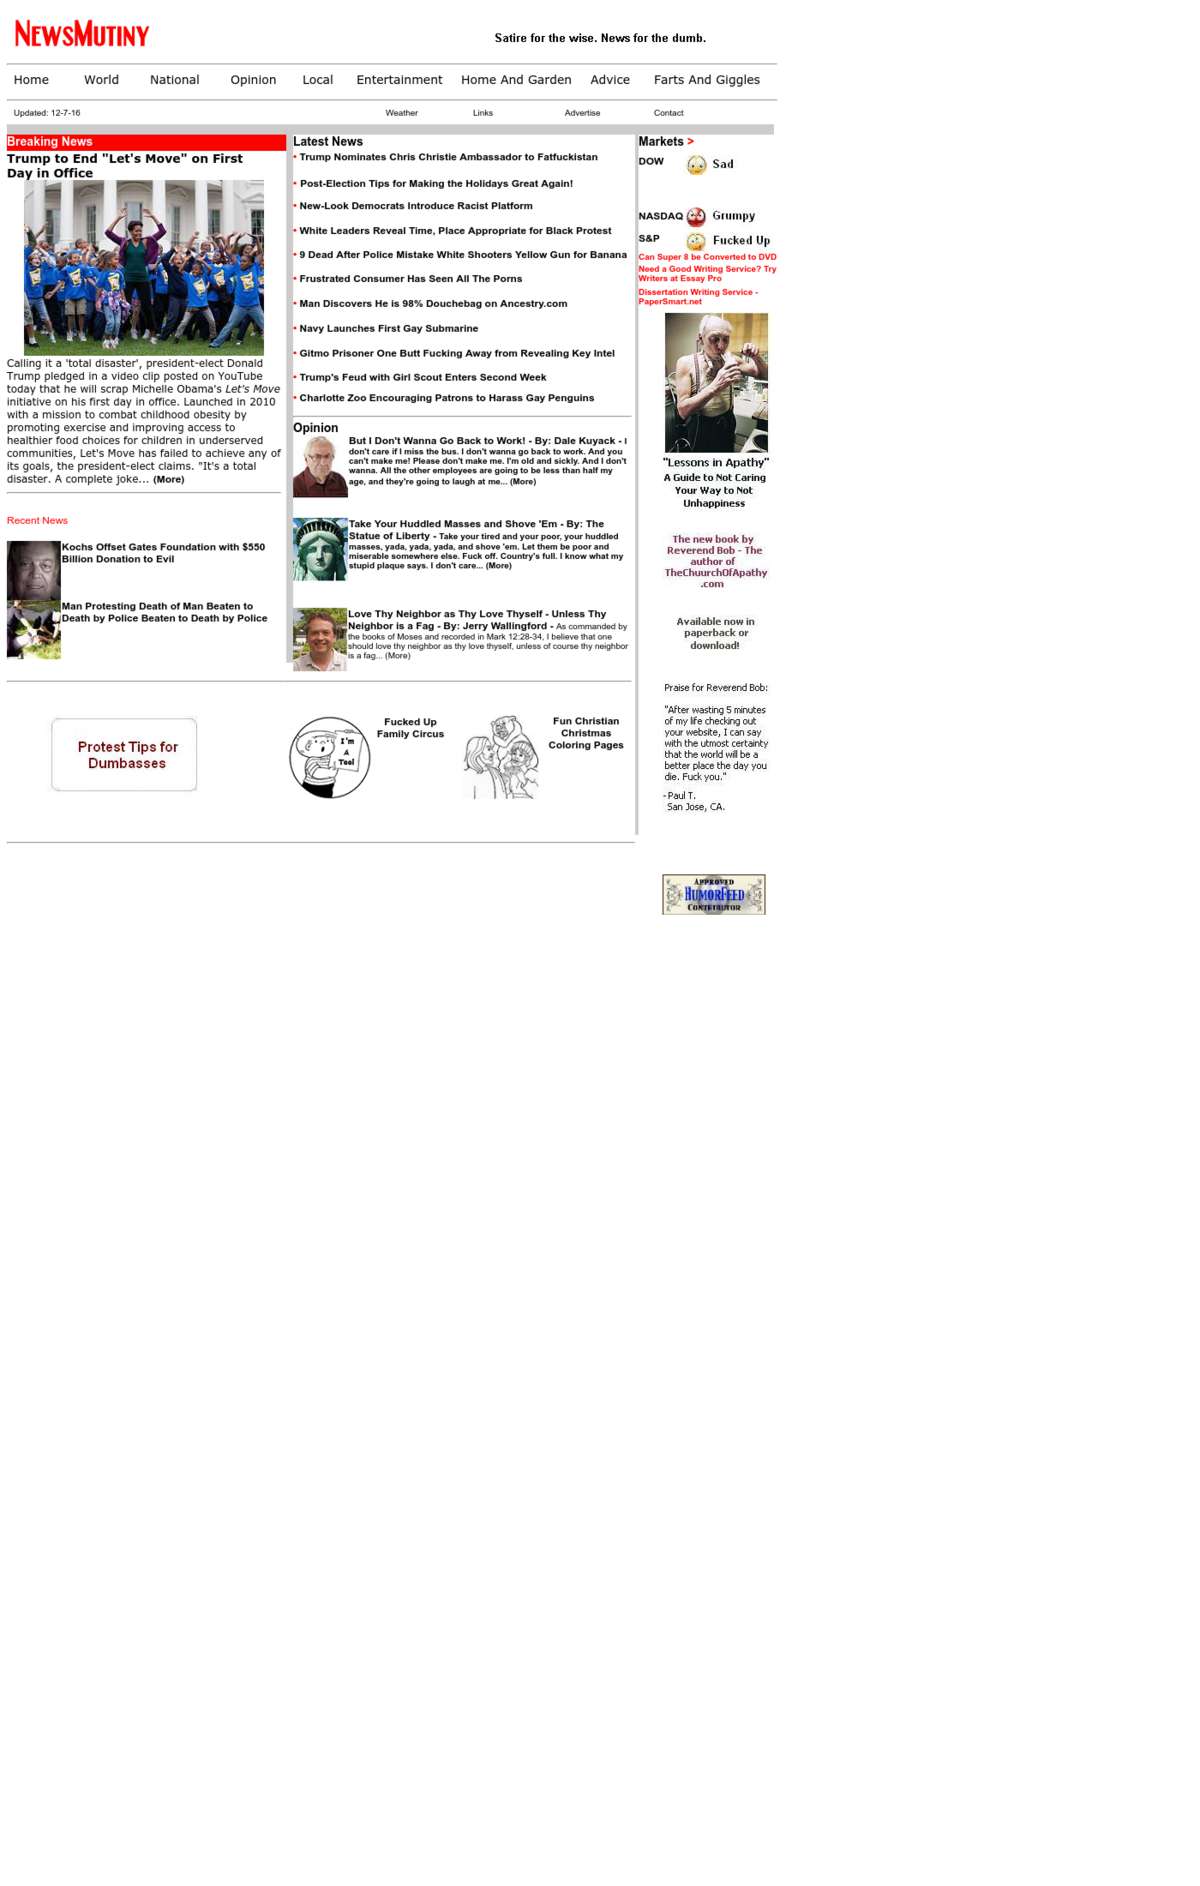 NEWSMUTINY
Satire for the wise. News for the dumb.
Home World National Opinion Local Entertainment Home And Garden Advice Farts And Giggles
Updated: 12-7-16 Weather Links Advertise Contact
Breaking News
Trump to End "Let's Move" on First
Day in Office
Calling it a 'total disaster', president-elect Donald
Trump pledged in a video clip posted on YouTube
today that he will scrap Michelle Obama's Let's Move
initiative on his first day in office. Launched in 2010
with a mission to combat childhood obesity by
promoting exercise and improving access to
healthier food choices for children in underserved
communities, Let's Move has failed to achieve any of
its goals, the president-elect claims. "It's a total
disaster. A complete joke... (More)
Recent News
Kochs Offset Gates Foundation with $550
Billion Donation to Evil
Man Protesting Death of Man Beaten to
Death by Police Beaten to Death by Police
Latest News
• Trump Nominates Chris Christie Ambassador to Fatfuckistan
• Post-Election Tips for Making the Holidays Great Again!
• New-Look Democrats Introduce Racist Platform
• White Leaders Reveal Time, Place Appropriate for Black Protest
• 9 Dead After Police Mistake White Shooters Yellow Gun for Banana
• Frustrated Consumer Has Seen All The Porns
• Man Discovers He is 98% Douchebag on Ancestry.com
• Navy Launches First Gay Submarine
• Gitmo Prisoner One Butt Fucking Away from Revealing Key Intel
• Trump's Feud with Girl Scout Enters Second Week
• Charlotte Zoo Encouraging Patrons to Harass Gay Penguins
Opinion
But I Don't Wanna Go Back to Work! - By: Dale Kuyack - I
don't care if I miss the bus. I don't wanna go back to work. And you
can't make me! Please don't make me. I'm old and sickly. And I don't
wanna. All the other employees are going to be less than half my
age, and they're going to laugh at me... (More)
Take Your Huddled Masses and Shove 'Em - By: The
Statue of Liberty - Take your tired and your poor, your huddled
masses, yada, yada, yada, and shove 'em. Let them be poor and
miserable somewhere else. Fuck off. Country's full. I know what my
stupid plaque says. I don't care... (More)
Love Thy Neighbor as Thy Love Thyself - Unless Thy
Neighbor is a Fag - By: Jerry Wallingford - As commanded by
the books of Moses and recorded in Mark 12:28-34, I believe that one
should love thy neighbor as thy love thyself, unless of course thy neighbor
is a fag... (More)
Markets >
DOW Sad
NASDAQ Grumpy
S&P Fucked Up
Can Super 8 be Converted to DVD
Need a Good Writing Service? Try
Writers at Essay Pro
Dissertation Writing Service -
PaperSmart.net
"Lessons in Apathy"
A Guide to Not Caring
Your Way to Not
Unhappiness
The new book by
Reverend Bob - The
author of
TheChuurchOfApathy
.com
Available now in
paperback or
download!
Praise for Reverend Bob:
"After wasting 5 minutes
of my life checking out
your website, I can say
with the utmost certainty
that the world will be a
better place the day you
die. Fuck you."
- Paul T.
San Jose, CA.
Protest Tips for
Dumbasses
I'm
A
Tool
Fucked Up
Family Circus
Fun Christian
Christmas
Coloring Pages
APPROVED
HUMORFEED
CONTRIBUTOR